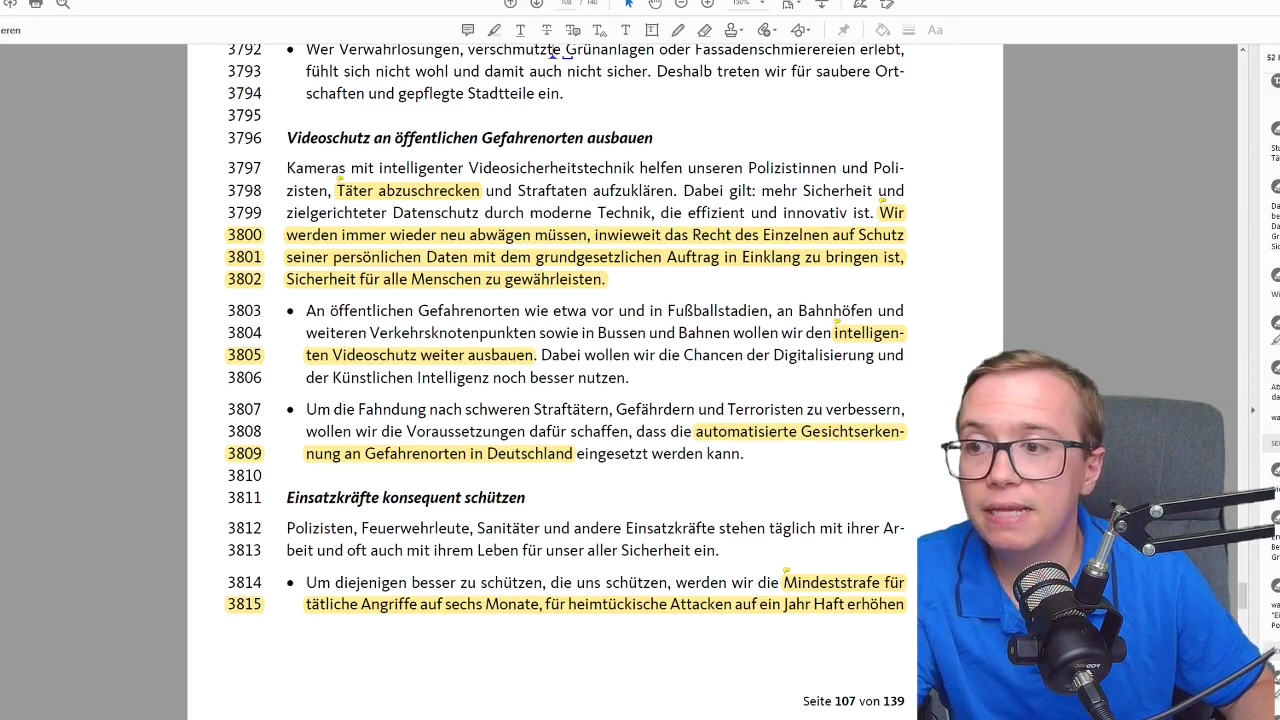 108 / 140
150%
eren
Aa
52
3792 • Wer Verwahrlosungen, verschmutzte Grünanlagen oder Fassadenschmierereien erlebt,
3793 fühlt sich nicht wohl und damit auch nicht sicher. Deshalb treten wir für saubere Ort-
3794 schaften und gepflegte Stadtteile ein.
3795
3796 Videoschutz an öffentlichen Gefahrenorten ausbauen
3797 Kameras mit intelligenter Videosicherheitstechnik helfen unseren Polizistinnen und Poli-
3798 zisten, Täter abzuschrecken und Straftaten aufzuklären. Dabei gilt: mehr Sicherheit und
3799 zielgerichteter Datenschutz durch moderne Technik, die effizient und innovativ ist. Wir
3800 werden immer wieder neu abwägen müssen, inwieweit das Recht des Einzelnen auf Schutz
3801 seiner persönlichen Daten mit dem grundgesetzlichen Auftrag in Einklang zu bringen ist,
3802 Sicherheit für alle Menschen zu gewährleisten.
3803 • An öffentlichen Gefahrenorten wie etwa vor und in Fußballstadien, an Bahnhöfen und
3804 weiteren Verkehrsknotenpunkten sowie in Bussen und Bahnen wollen wir den intelligen-
3805 ten Videoschutz weiter ausbauen. Dabei wollen wir die Chancen der Digitalisierung und
3806 der Künstlichen Intelligenz noch besser nutzen.
3807 • Um die Fahndung nach schweren Straftätern, Gefährdern und Terroristen zu verbessern,
3808 wollen wir die Voraussetzungen dafür schaffen, dass die automatisierte Gesichtserken-
3809 nung an Gefahrenorten in Deutschland eingesetzt werden kann.
3810
3811 Einsatzkräfte konsequent schützen
3812 Polizisten, Feuerwehrleute, Sanitäter und andere Einsatzkräfte stehen täglich mit ihrer Ar-
3813 beit und oft auch mit ihrem Leben für unser aller Sicherheit ein.
3814 • Um diejenigen besser zu schützen, die uns schützen, werden wir die Mindeststrafe für
3815 tätliche Angriffe auf sechs Monate, für heimtückische Attacken auf ein Jahr Haft erhöhen
Seite 107 von 139